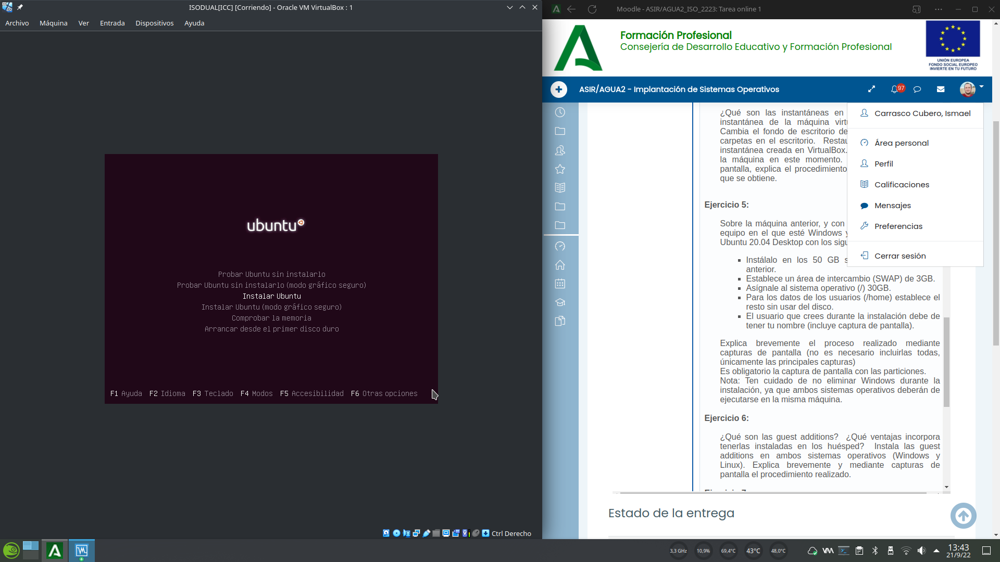 ISODUAL[ICC] [Corriendo] - Oracle VM VirtualBox : 1
Archivo Máquina Ver Entrada Dispositivos Ayuda
ubuntu
Probar Ubuntu sin instalarlo
Probar Ubuntu sin instalarlo (modo gráfico seguro)
Instalar Ubuntu
Instalar Ubuntu (modo gráfico seguro)
Comprobar la memoria
Arrancar desde el primer disco duro
F1 Ayuda F2 Idioma F3 Teclado F4 Modos F5 Accesibilidad F6 Otras opciones
Ctrl Derecho
Moodle - ASIR/AGUA2_ISO_2223: Tarea online 1
Formación Profesional
Consejería de Desarrollo Educativo y Formación Profesional
UNIÓN EUROPEA
FONDO SOCIAL EUROPEO
INVIERTE EN TU FUTURO
ASIR/AGUA2 - Implantación de Sistemas Operativos
97
Carrasco Cubero, Ismael
Área personal
Perfil
Calificaciones
Mensajes
Preferencias
Cerrar sesión
¿Qué son las instantáneas en
instantánea de la máquina virtu
Cambia el fondo de escritorio de
carpetas en el escritorio. Restau
instantánea creada en VirtualBox.
la máquina en este momento.
pantalla, explica el procedimiento
que se obtiene.
Ejercicio 5:
Sobre la máquina anterior, y con
equipo en el que esté Windows y
Ubuntu 20.04 Desktop con los sigu
Instálalo en los 50 GB s
anterior.
Establece un área de intercambio (SWAP) de 3GB.
Asígnale al sistema operativo (/) 30GB.
Para los datos de los usuarios (/home) establece el
resto sin usar del disco.
El usuario que crees durante la instalación debe de
tener tu nombre (incluye captura de pantalla).
Explica brevemente el proceso realizado mediante
capturas de pantalla (no es necesario incluirlas todas,
únicamente las principales capturas)
Es obligatorio la captura de pantalla con las particiones.
Nota: Ten cuidado de no eliminar Windows durante la
instalación, ya que ambos sistemas operativos deberán de
ejecutarse en la misma máquina.
Ejercicio 6:
¿Qué son las guest additions? ¿Qué ventajas incorpora
tenerlas instaladas en los huésped? Instala las guest
additions en ambos sistemas operativos (Windows y
Linux). Explica brevemente y mediante capturas de
pantalla el procedimiento realizado.
Estado de la entrega
3,3 GHz 10,9% 69,4°C 43°C 48,0°C
13:43
21/9/22